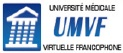 UNIVERSITÉ MÉDICALE
UMVF
VIRTUELLE FRANCOPHONE